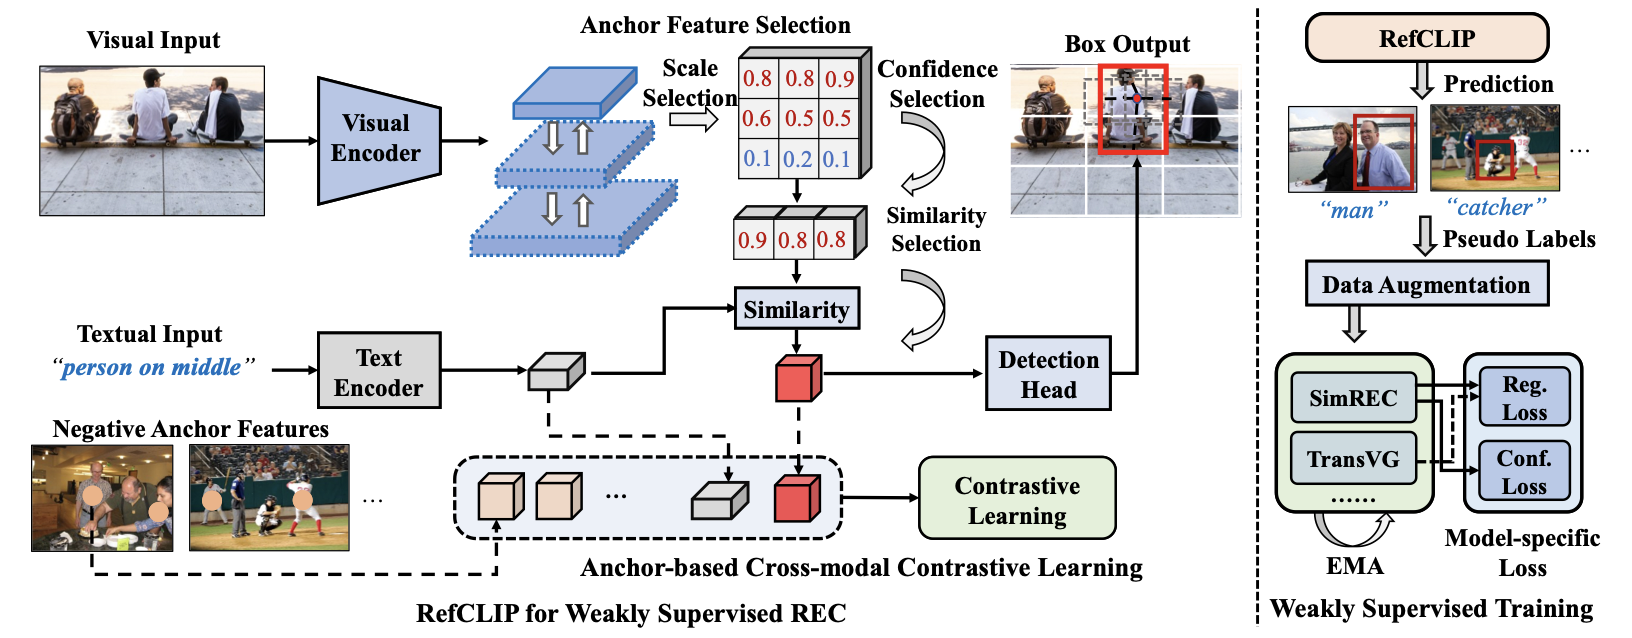 Visual Input
Visual
Encoder
Anchor Feature Selection
Scale
Selection
0.8 0.8 0.9
0.6 0.5 0.5
0.1 0.2 0.1
Confidence
Selection
0.9 0.8 0.8
Similarity
Selection
Similarity
Box Output
Textual Input
“person on middle”
Text
Encoder
Detection
Head
Negative Anchor Features
...
...
Contrastive
Learning
Anchor-based Cross-modal Contrastive Learning
RefCLIP for Weakly Supervised REC
RefCLIP
Prediction
...
“man”
“catcher”
Pseudo Labels
Data Augmentation
SimREC
TransVG
......
Reg.
Loss
Conf.
Loss
EMA
Model-specific
Loss
Weakly Supervised Training